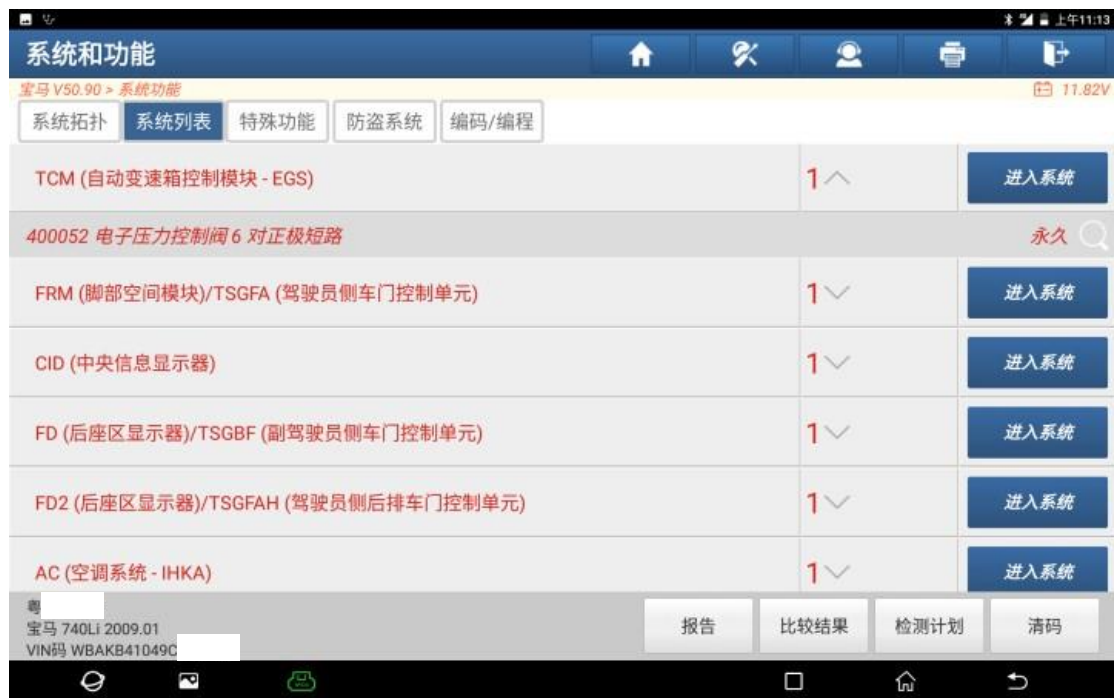 上午11:13
系统和功能
宝马 V50.90 > 系统功能
11.82V
系统拓扑 系统列表 特殊功能 防盗系统 编码/编程
TCM (自动变速箱控制模块 - EGS) 1 进入系统
400052 电子压力控制阀 6 对正极短路 永久
FRM (脚部空间模块)/TSGFA (驾驶员侧车门控制单元) 1 进入系统
CID (中央信息显示器) 1 进入系统
FD (后座区显示器)/TSGBF (副驾驶员侧车门控制单元) 1 进入系统
FD2 (后座区显示器)/TSGFAH (驾驶员侧后排车门控制单元) 1 进入系统
AC (空调系统 - IHKA) 1 进入系统
粤
宝马 740Li 2009.01
VIN码 WBAKB41049C
报告 比较结果 检测计划 清码